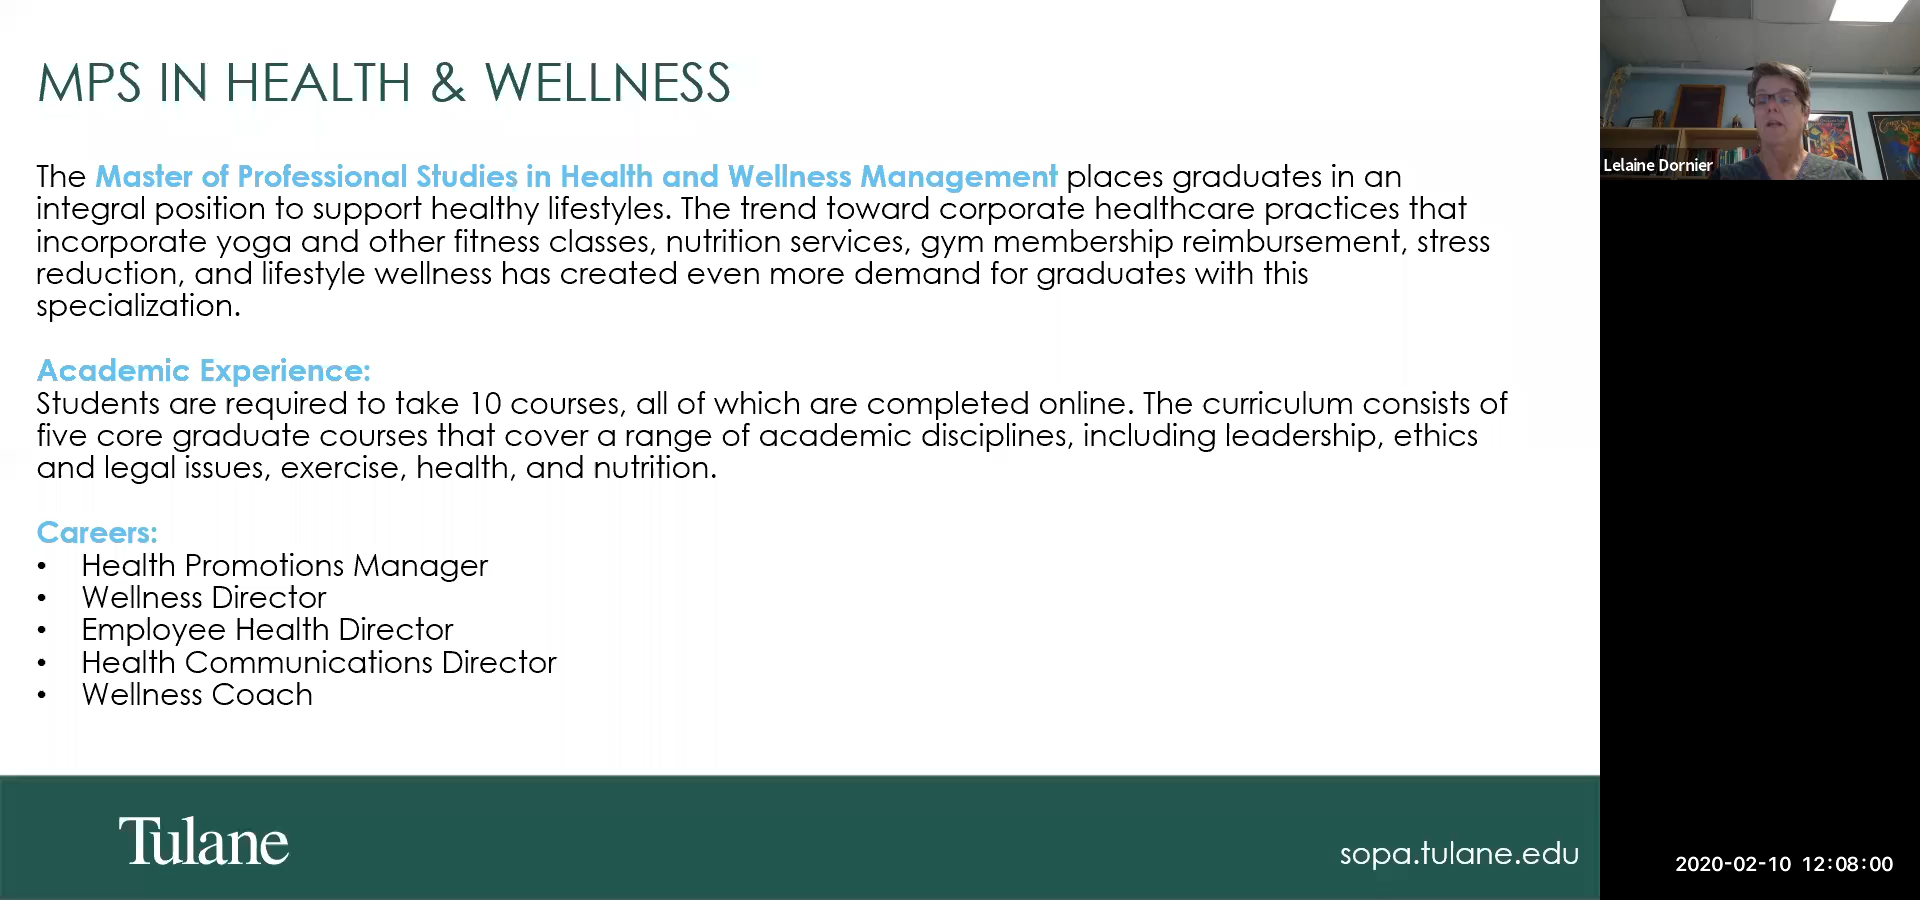 MPS IN HEALTH & WELLNESS
The Master of Professional Studies in Health and Wellness Management places graduates in an
integral position to support healthy lifestyles. The trend toward corporate healthcare practices that
incorporate yoga and other fitness classes, nutrition services, gym membership reimbursement, stress
reduction, and lifestyle wellness has created even more demand for graduates with this
specialization.
Academic Experience:
Students are required to take 10 courses, all of which are completed online. The curriculum consists of
five core graduate courses that cover a range of academic disciplines, including leadership, ethics
and legal issues, exercise, health, and nutrition.
Careers:
• Health Promotions Manager
• Wellness Director
• Employee Health Director
• Health Communications Director
• Wellness Coach
Tulane
sopa.tulane.edu
Lelaine Dornier
2020-02-10 12:08:00